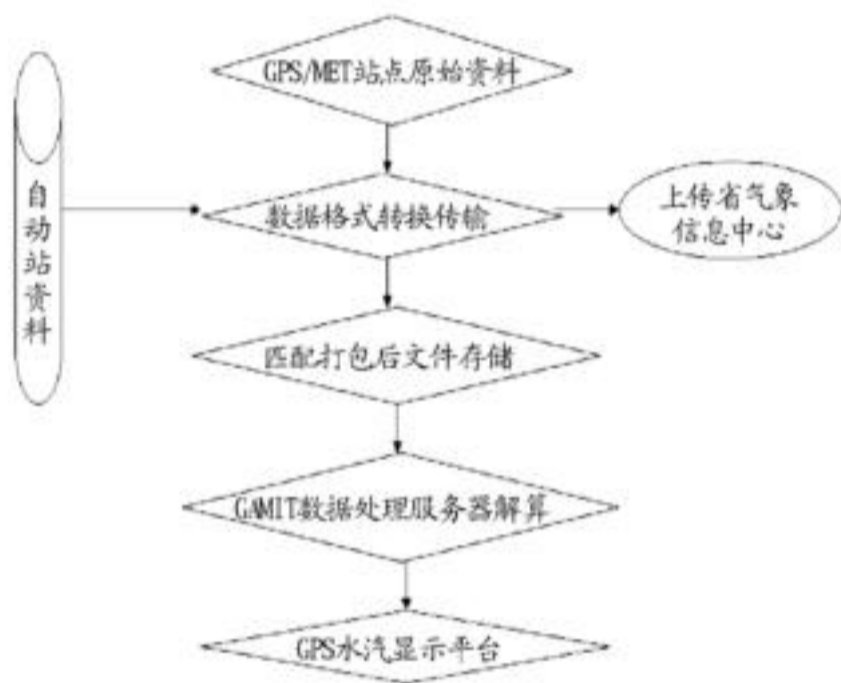 GPS/MET站点原始资料
自动站资料
数据格式转换传输
上传省气象
信息中心
匹配打包后文件存储
GAMIT数据处理服务器解算
GPS水汽显示平台